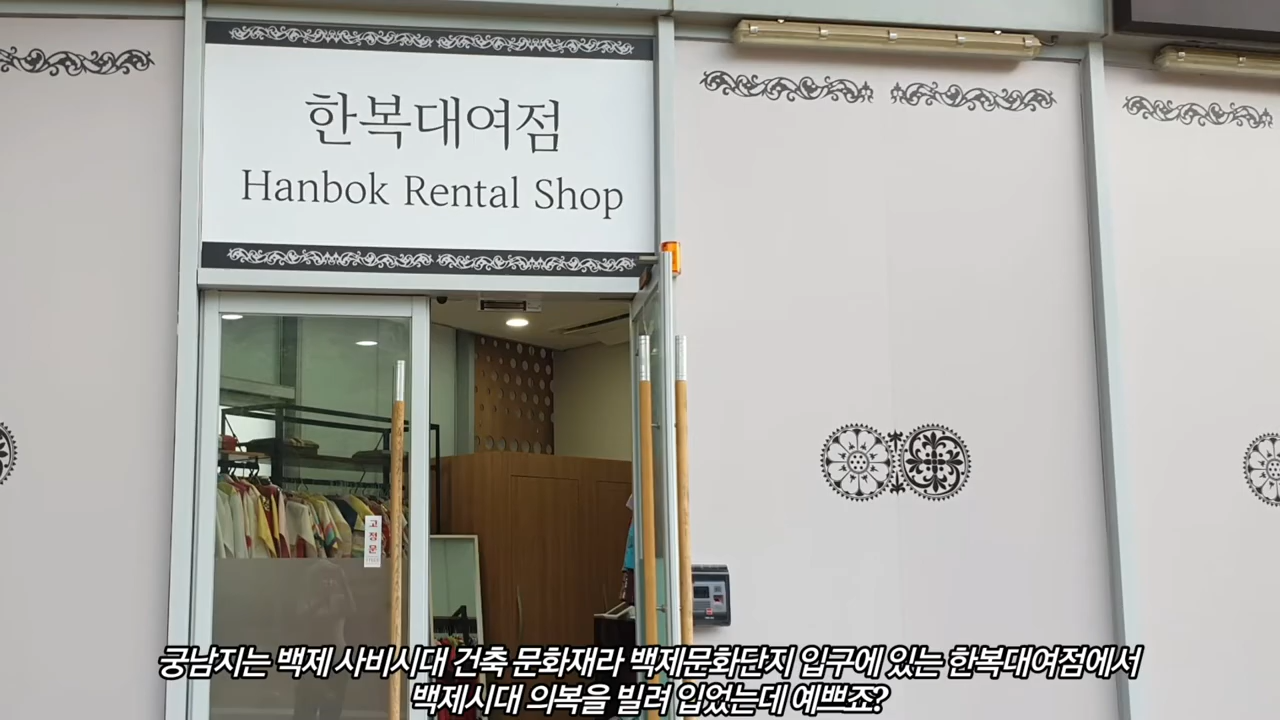 한복대여점
Hanbok Rental Shop
고정문
궁남지는 백제 사비시대 건축 문화재라 백제문화단지 입구에 있는 한복대여점에서
백제시대 의복을 빌려 입었는데 예쁘죠?